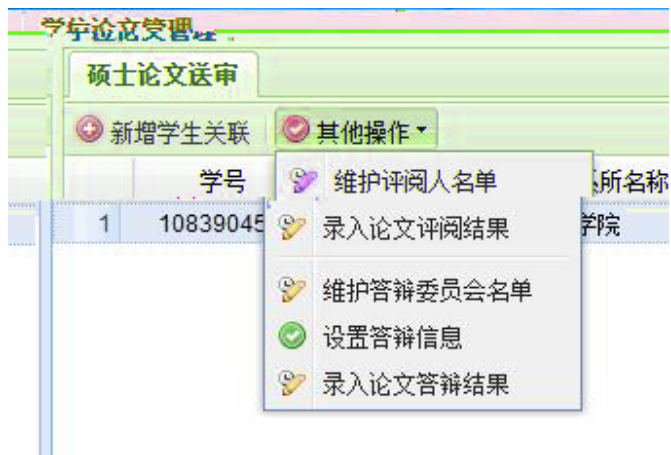 学位论文管理
硕士论文送审
新增学生关联 其他操作
学号 所名称
维护评阅人名单
1 10839045 学院
录入论文评阅结果
维护答辩委员会名单
设置答辩信息
录入论文答辩结果